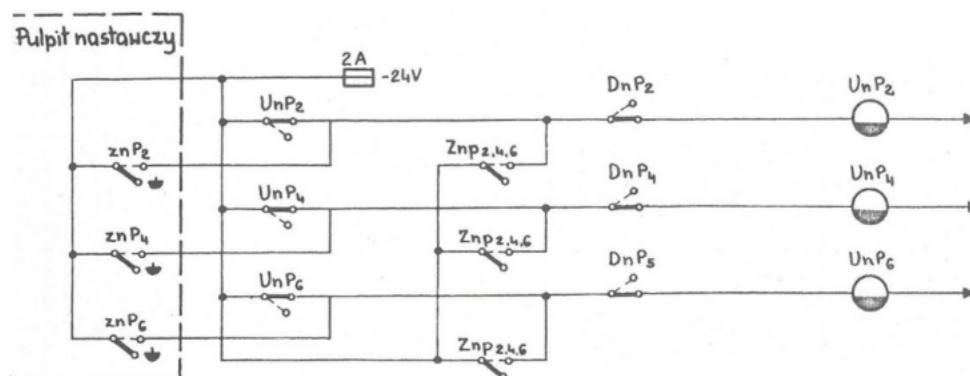 Pulpit nastawczy
2A
-24V
UnP2
DnP2
UnP2
znP2
Znp2,4,6
UnP4
DnP4
UnP4
znP4
Znp2,4,6
UnP6
DnP5
UnP6
znP6
Znp2,4,6